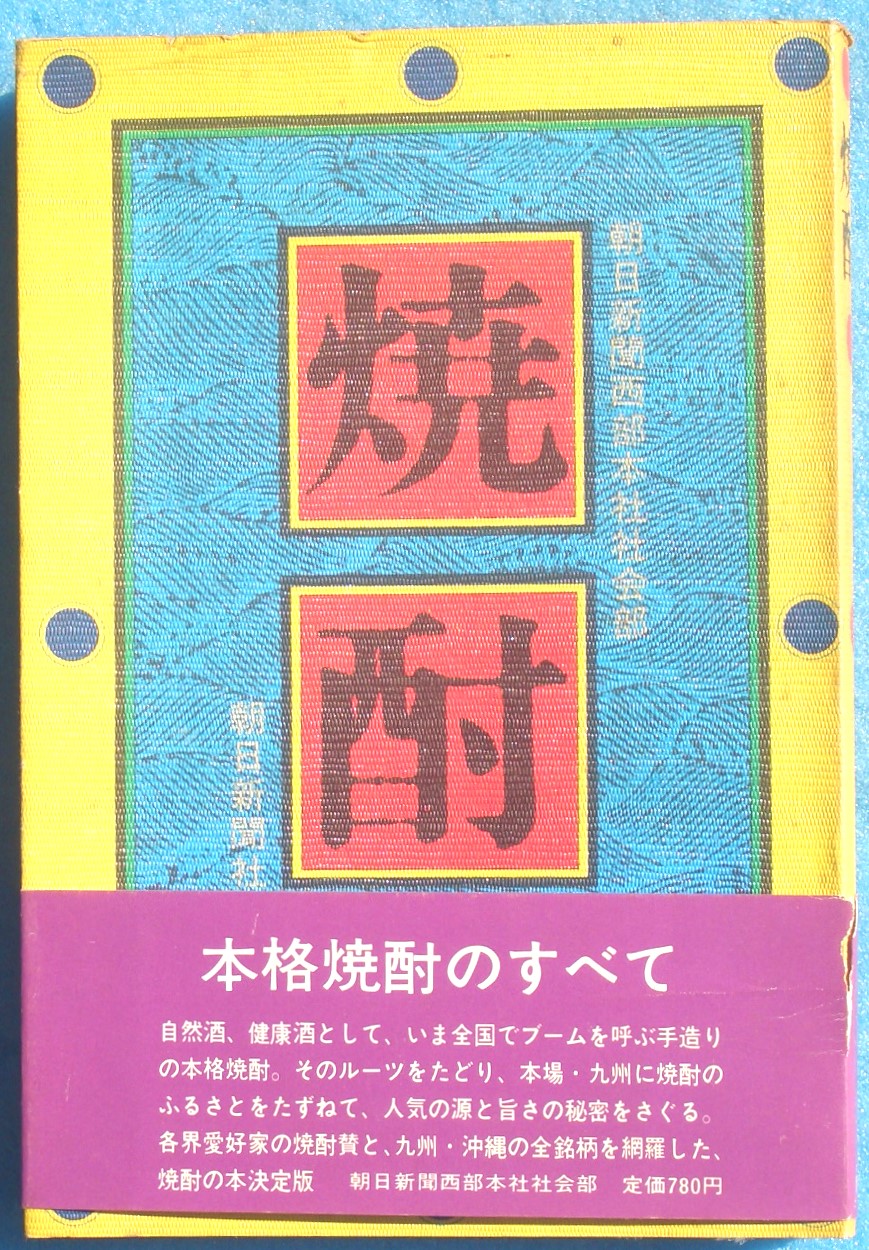 焼酎
朝日新聞西部本社社会部
朝日新聞社
本格焼酎のすべて
自然酒、健康酒として、いま全国でブームを呼ぶ手造り
の本格焼酎。そのルーツをたどり、本場・九州に焼酎の
ふるさとをたずねて、人気の源と旨さの秘密をさぐる。
各界愛好家の焼酎賛と、九州・沖縄の全銘柄を網羅した、
焼酎の本決定版 朝日新聞西部本社社会部 定価780円
焼酎